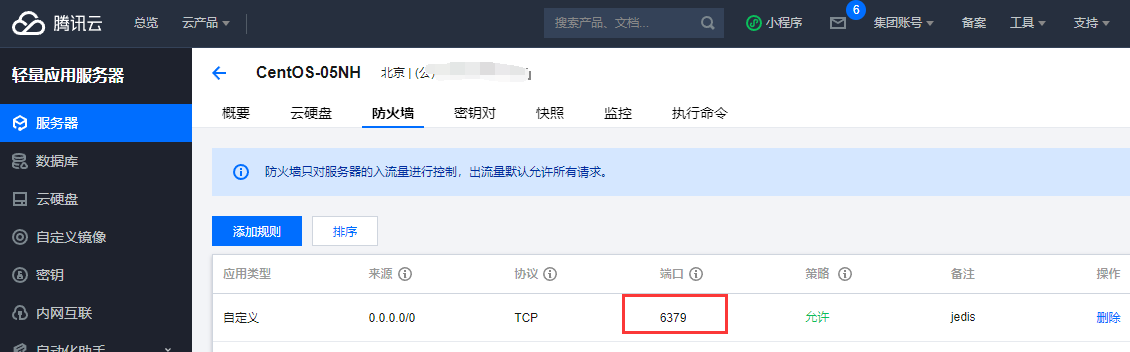 腾讯云 总览 云产品 搜索产品、文档... 小程序 6 集团账号 备案 工具 支持
轻量应用服务器
服务器
数据库
云硬盘
自定义镜像
密钥
内网互联
自动化助手
CentOS-05NH 北京 | (公)
概要 云硬盘 防火墙 密钥对 快照 监控 执行命令
防火墙只对服务器的入流量进行控制，出流量默认允许所有请求。
添加规则 排序
应用类型 来源 协议 端口 策略 备注 操作
自定义 0.0.0.0/0 TCP 6379 允许 jedis 删除